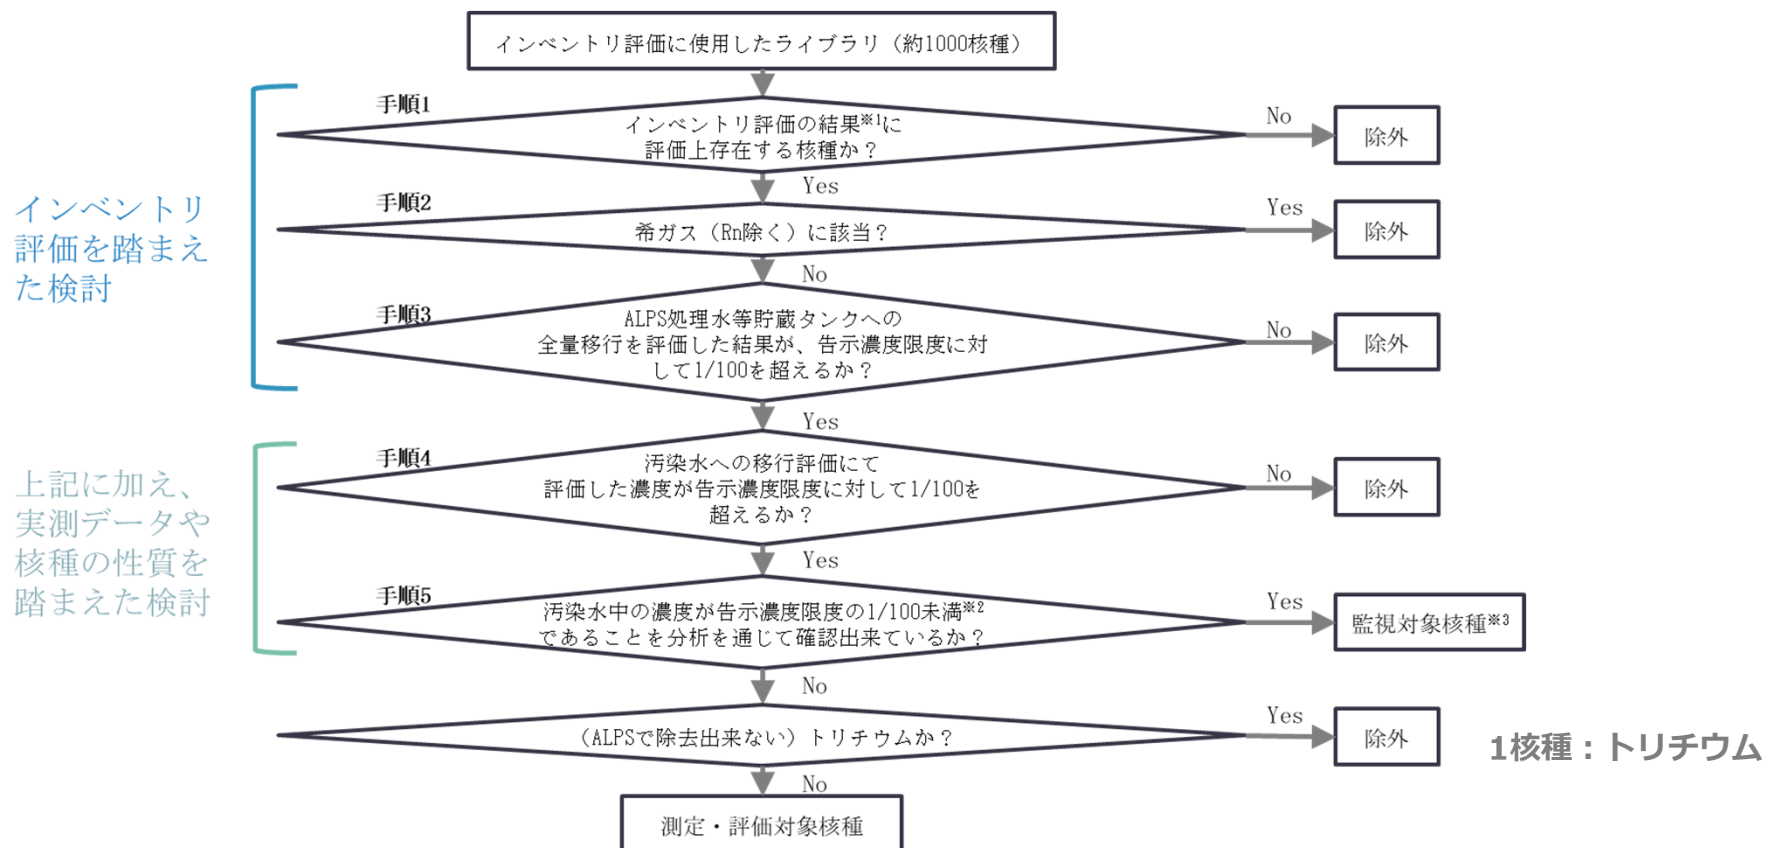 インベントリ評価に使用したライブラリ（約1000核種）
手順1
インベントリ評価の結果※1に
評価上存在する核種か？
No
除外
Yes
手順2
希ガス（Rn除く）に該当？
Yes
除外
No
手順3
ALPS処理水等貯蔵タンクへの
全量移行を評価した結果が、告示濃度限度に対
して1/100を超えるか？
No
除外
Yes
インベントリ
評価を踏まえ
た検討
手順4
汚染水への移行評価にて
評価した濃度が告示濃度限度に対して1/100を
超えるか？
No
除外
Yes
手順5
汚染水中の濃度が告示濃度限度の1/100未満※2
であることを分析を通じて確認出来ているか？
Yes
監視対象核種※3
No
上記に加え、
実測データや
核種の性質を
踏まえた検討
（ALPSで除去出来ない）トリチウムか？
Yes
除外
1核種：トリチウム
No
測定・評価対象核種